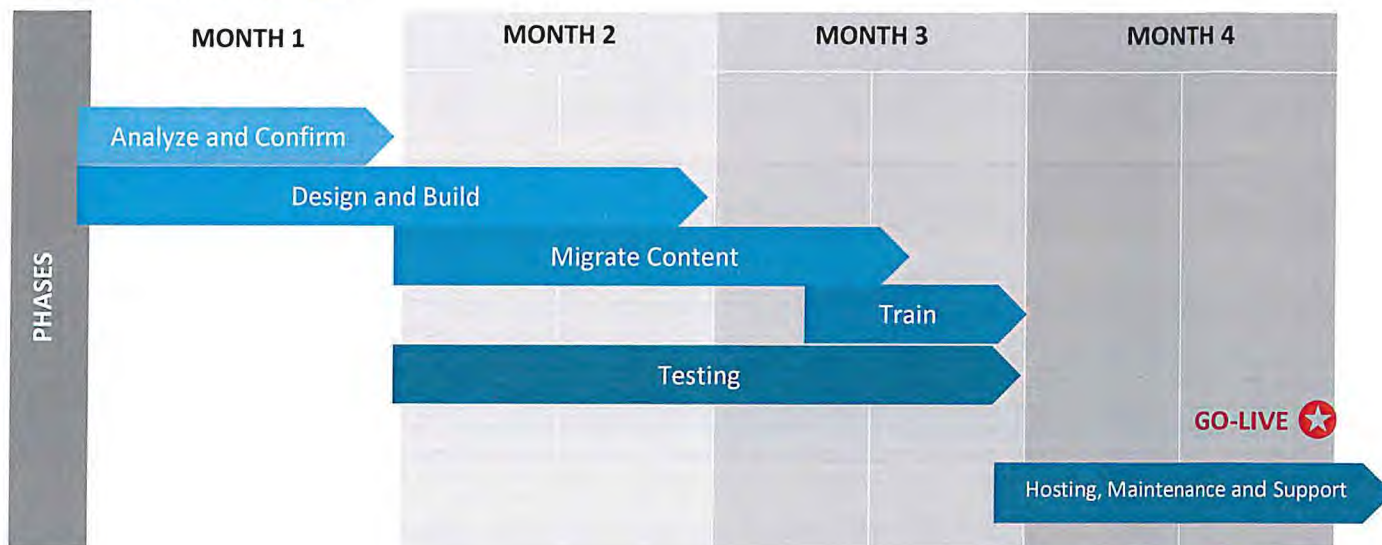 MONTH 1
MONTH 2
MONTH 3
MONTH 4
PHASES
Analyze and Confirm
Design and Build
Migrate Content
Train
Testing
GO-LIVE
Hosting, Maintenance and Support